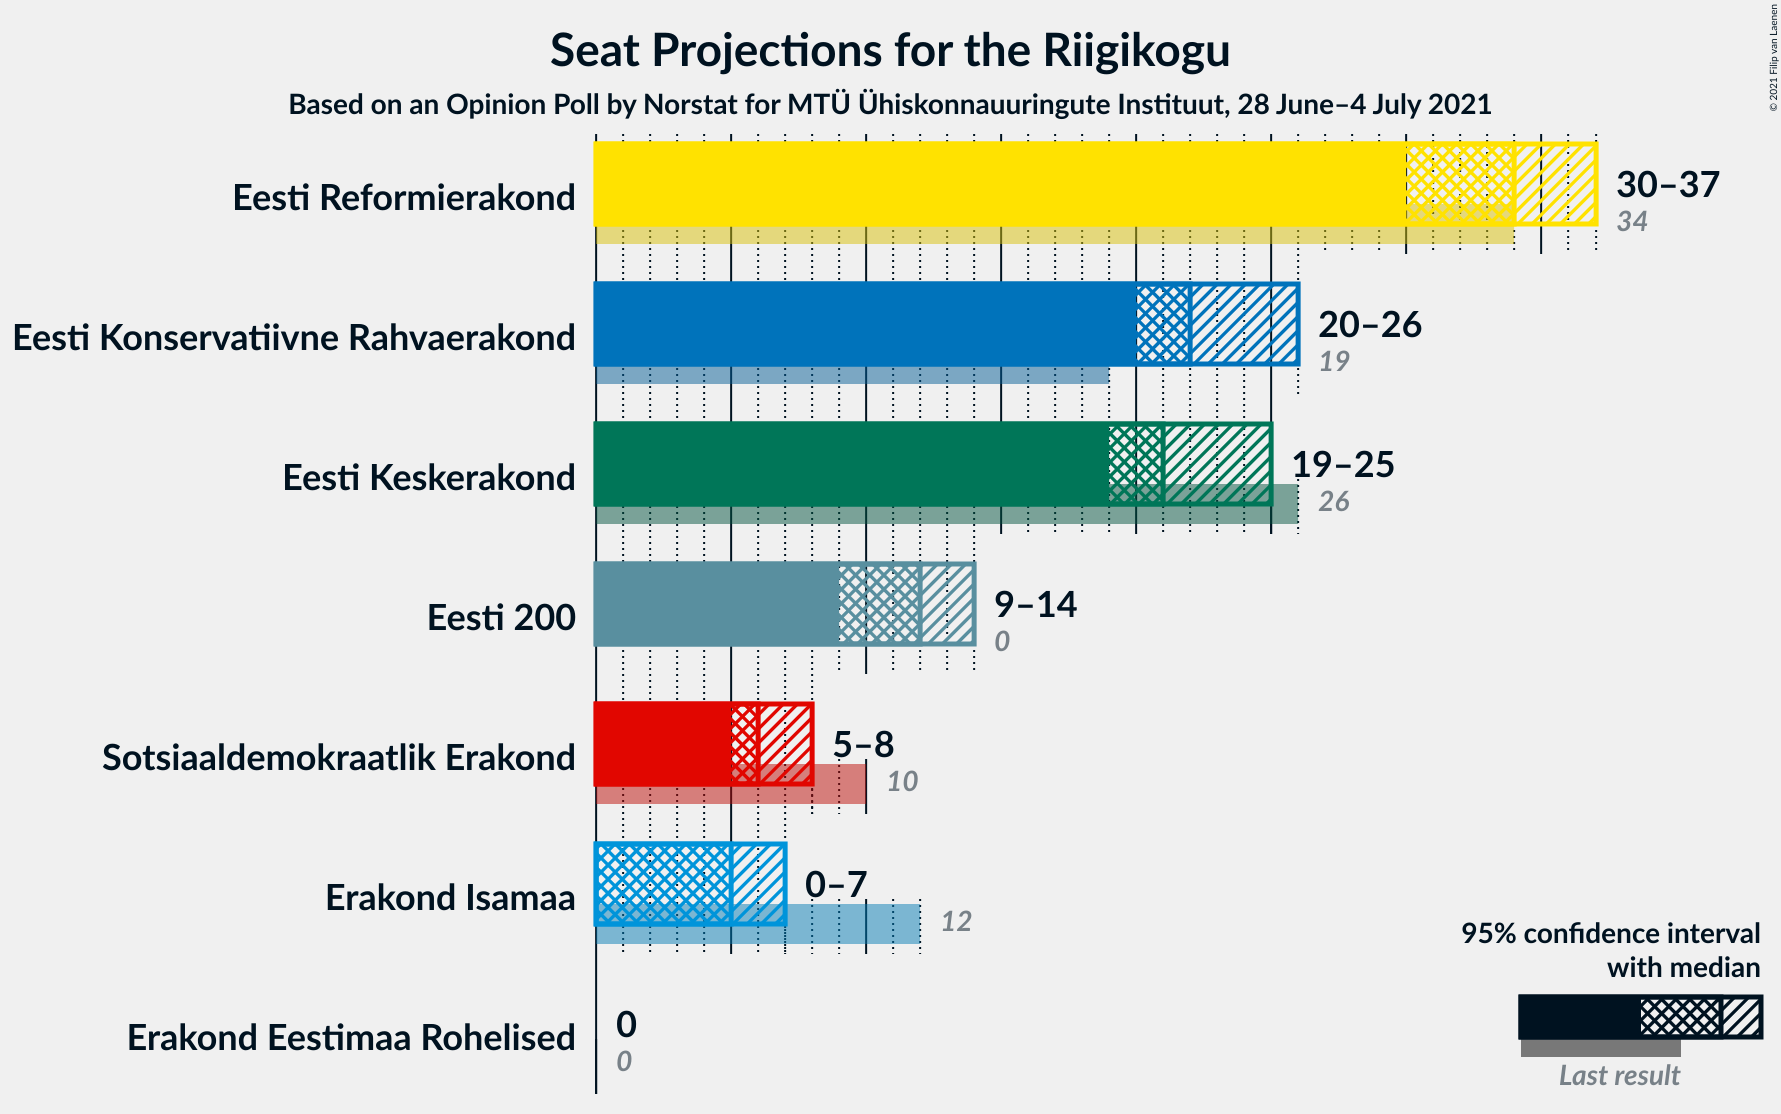 Seat Projections for the Riigikogu
Based on an Opinion Poll by Norstat for MTÜ Ühiskonnauuringute Instituut, 28 June–4 July 2021
© 2021 Filip van Laenen
Eesti Reformierakond
30–37
34
Eesti Konservatiivne Rahvaerakond
20–26
19
Eesti Keskerakond
19–25
26
Eesti 200
9–14
0
Sotsiaaldemokraatlik Erakond
5–8
10
Erakond Isamaa
0–7
12
Erakond Eestimaa Rohelised
0
0
95% confidence interval
with median
Last result